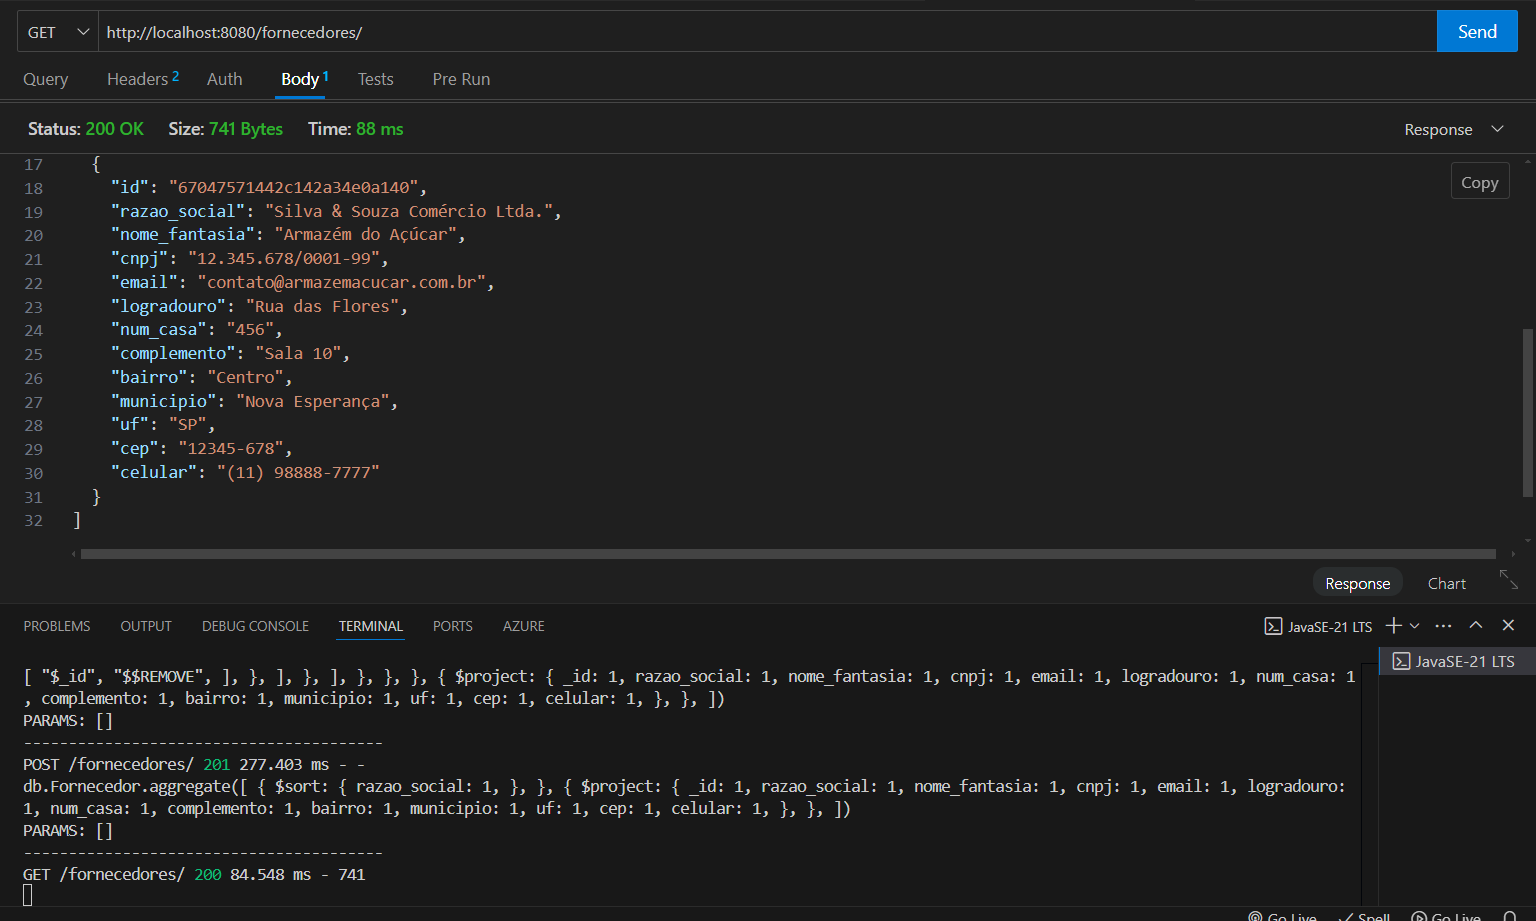 GET http://localhost:8080/fornecedores/ Send
Query Headers 2 Auth Body 1 Tests Pre Run
Status: 200 OK Size: 741 Bytes Time: 88 ms Response
17 {
Copy
18 "id": "67047571442c142a34e0a140",
19 "razao_social": "Silva & Souza Comércio Ltda.",
20 "nome_fantasia": "Armazém do Açúcar",
21 "cnpj": "12.345.678/0001-99",
22 "email": "contato@armazemacucar.com.br",
23 "logradouro": "Rua das Flores",
24 "num_casa": "456",
25 "complemento": "Sala 10",
26 "bairro": "Centro",
27 "municipio": "Nova Esperança",
28 "uf": "SP",
29 "cep": "12345-678",
30 "celular": "(11) 98888-7777"
31 }
32 ]
Response Chart
PROBLEMS OUTPUT DEBUG CONSOLE TERMINAL PORTS AZURE JavaSE-21 LTS
JavaSE-21 LTS
[ "$_id", "$$REMOVE", ], }, ], }, ], }, }, }, { $project: { _id: 1, razao_social: 1, nome_fantasia: 1, cnpj: 1, email: 1, logradouro: 1, num_casa: 1
, complemento: 1, bairro: 1, municipio: 1, uf: 1, cep: 1, celular: 1, }, }, ])
PARAMS: []
----------------------------------------
POST /fornecedores/ 201 277.403 ms - -
db.Fornecedor.aggregate([ { $sort: { razao_social: 1, }, }, { $project: { _id: 1, razao_social: 1, nome_fantasia: 1, cnpj: 1, email: 1, logradouro:
1, num_casa: 1, complemento: 1, bairro: 1, municipio: 1, uf: 1, cep: 1, celular: 1, }, }, ])
PARAMS: []
----------------------------------------
GET /fornecedores/ 200 84.548 ms - 741
Go Live Spell Go Live